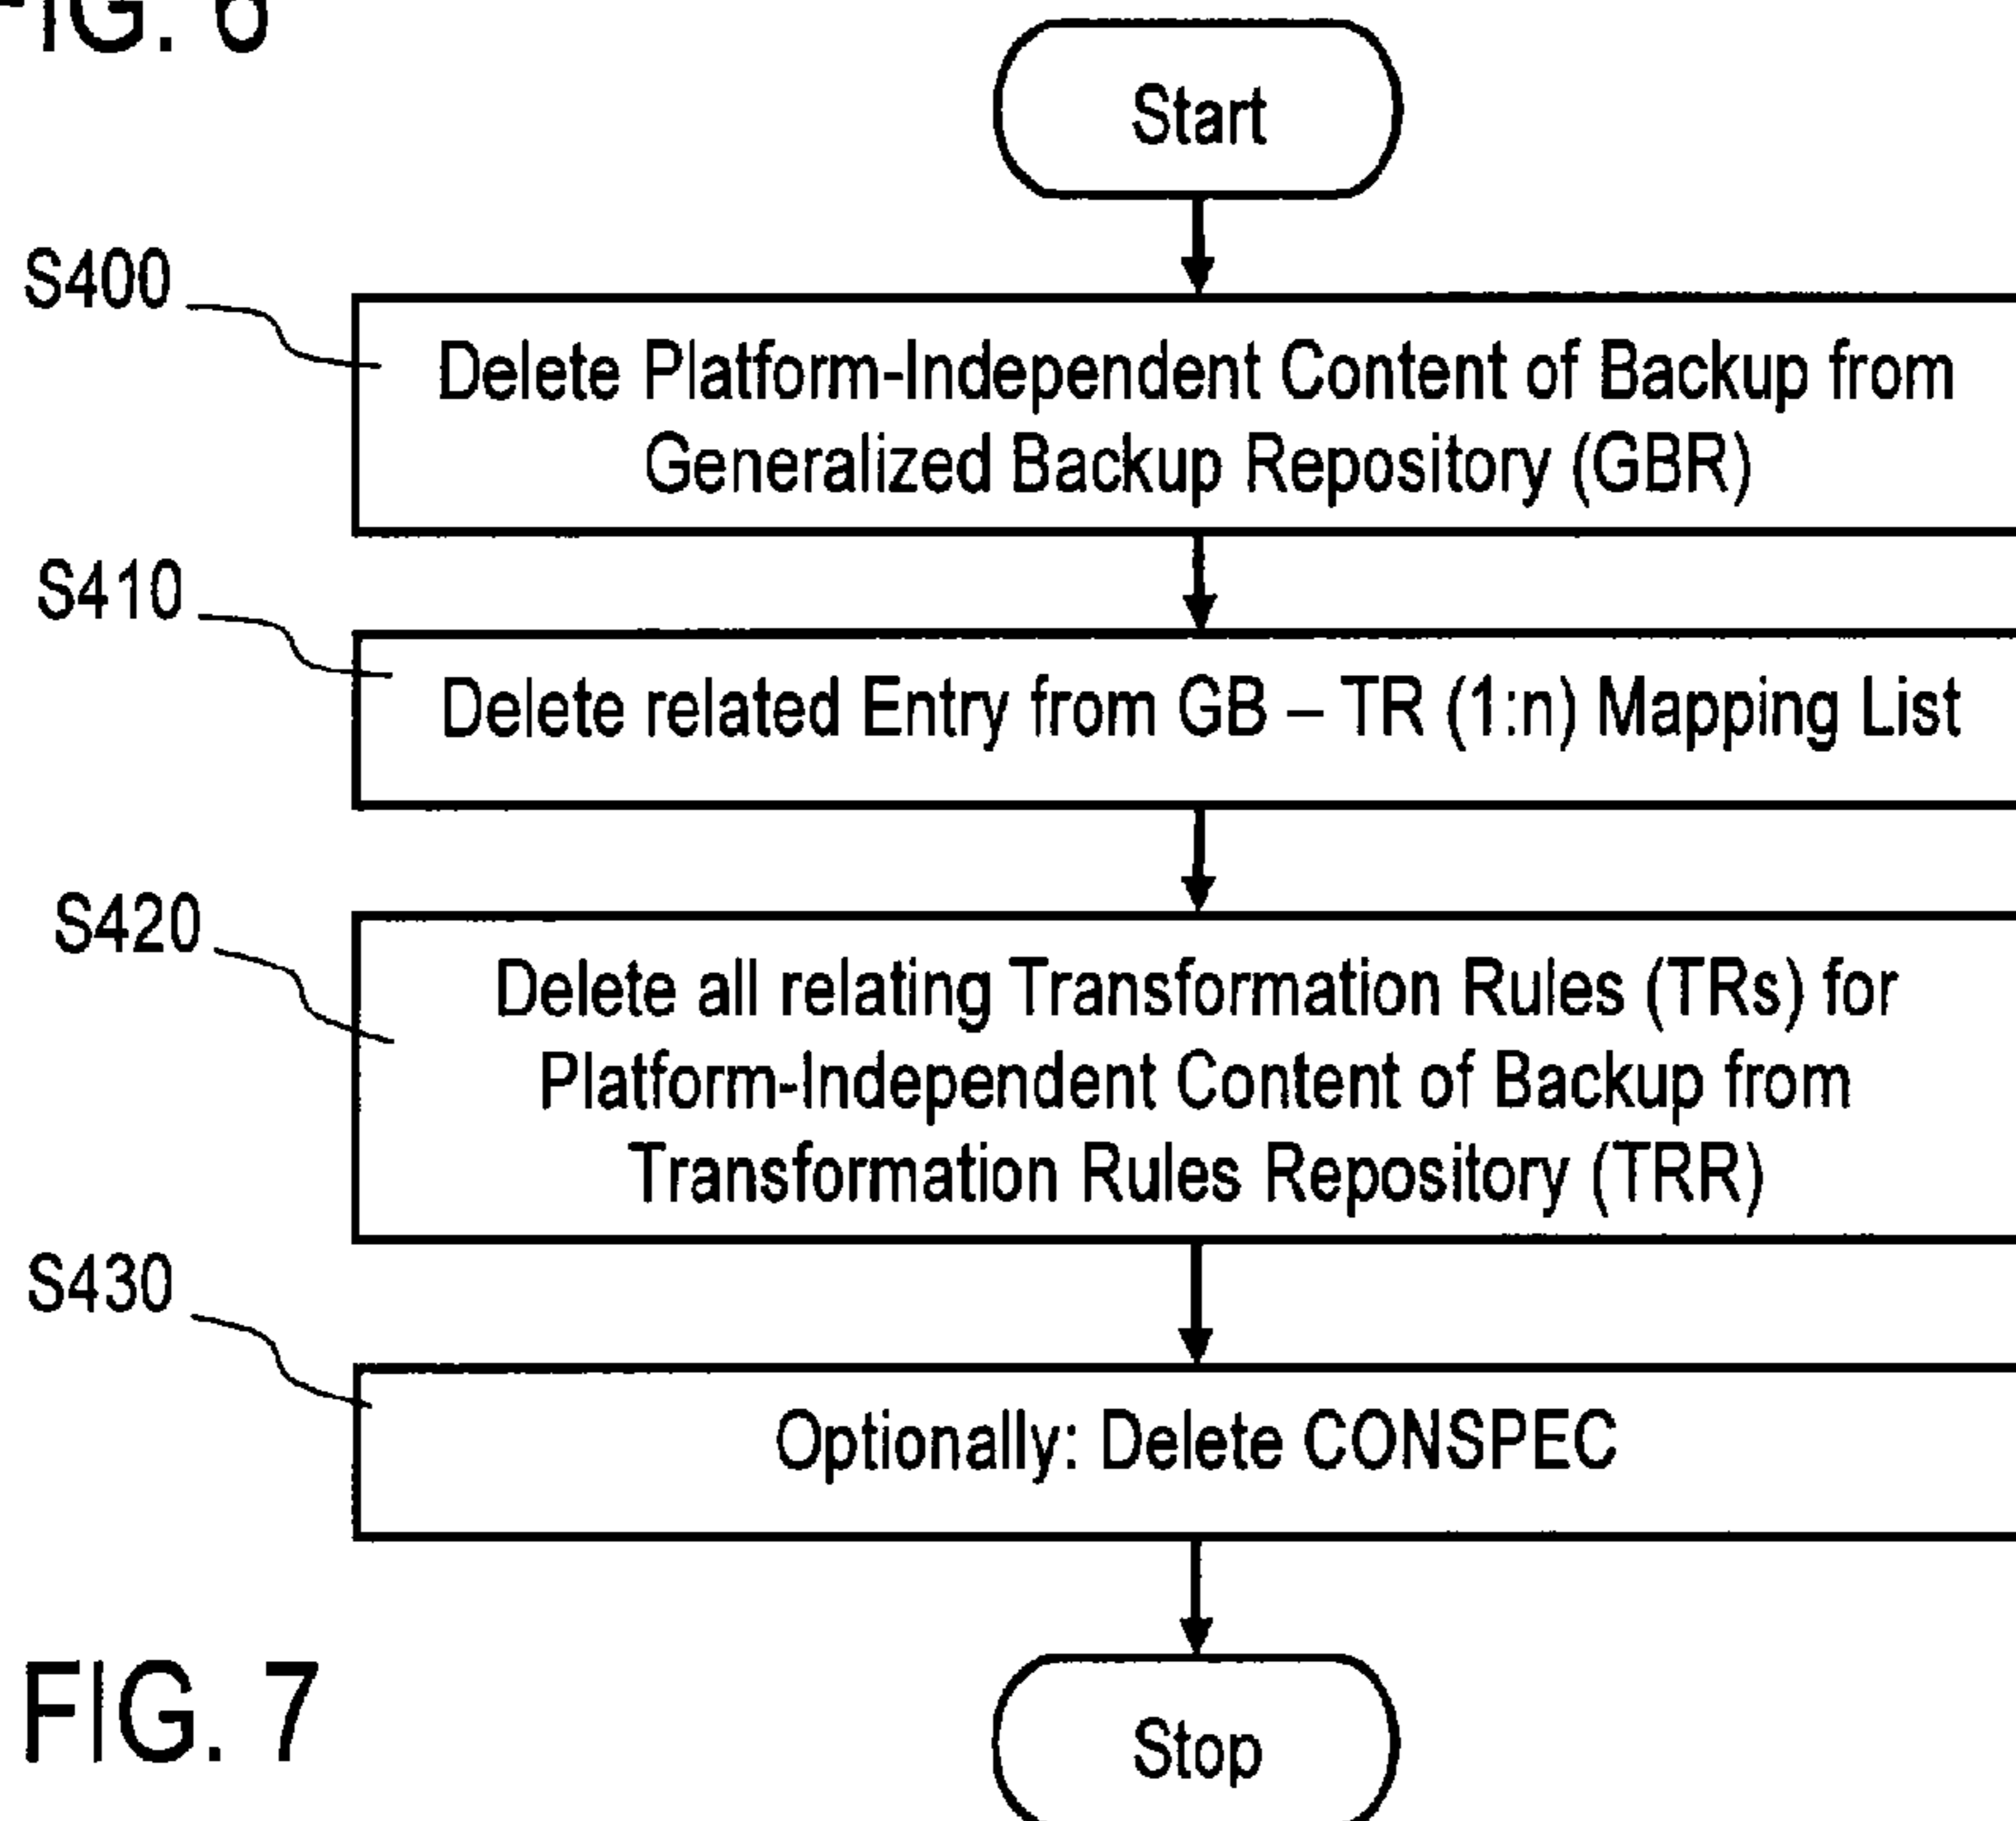 FIG. 6
Start
S400
Delete Platform-Independent Content of Backup from
Generalized Backup Repository (GBR)
S410
Delete related Entry from GB – TR (1:n) Mapping List
S420
Delete all relating Transformation Rules (TRs) for
Platform-Independent Content of Backup from
Transformation Rules Repository (TRR)
S430
Optionally: Delete CONSPEC
FIG. 7
Stop